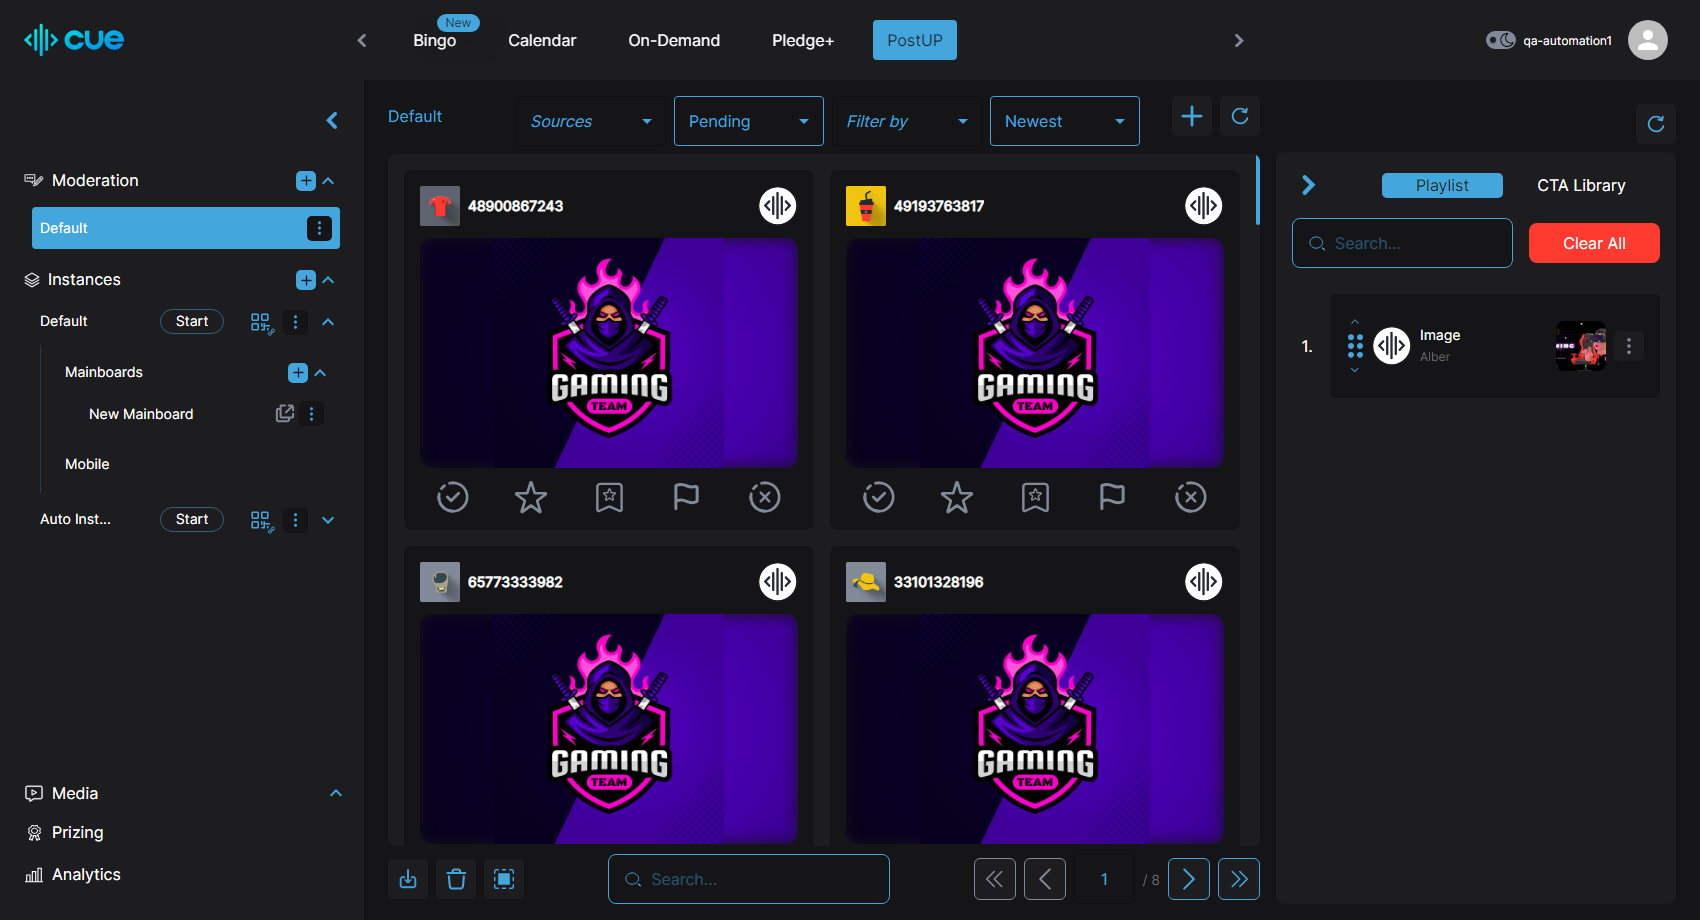 cue
New
Bingo
Calendar
On-Demand
Pledge+
PostUP
qa-automation1
Moderation
Default
Instances
Default
Start
Mainboards
New Mainboard
Mobile
Auto Inst...
Start
Media
Prizing
Analytics
Default
Sources
Pending
Filter by
Newest
48900867243
GAMING
TEAM
49193763817
GAMING
TEAM
65773333982
GAMING
TEAM
33101328196
GAMING
TEAM
Search...
1
/ 8
Playlist
CTA Library
Search...
Clear All
1.
Image
Alber
MING